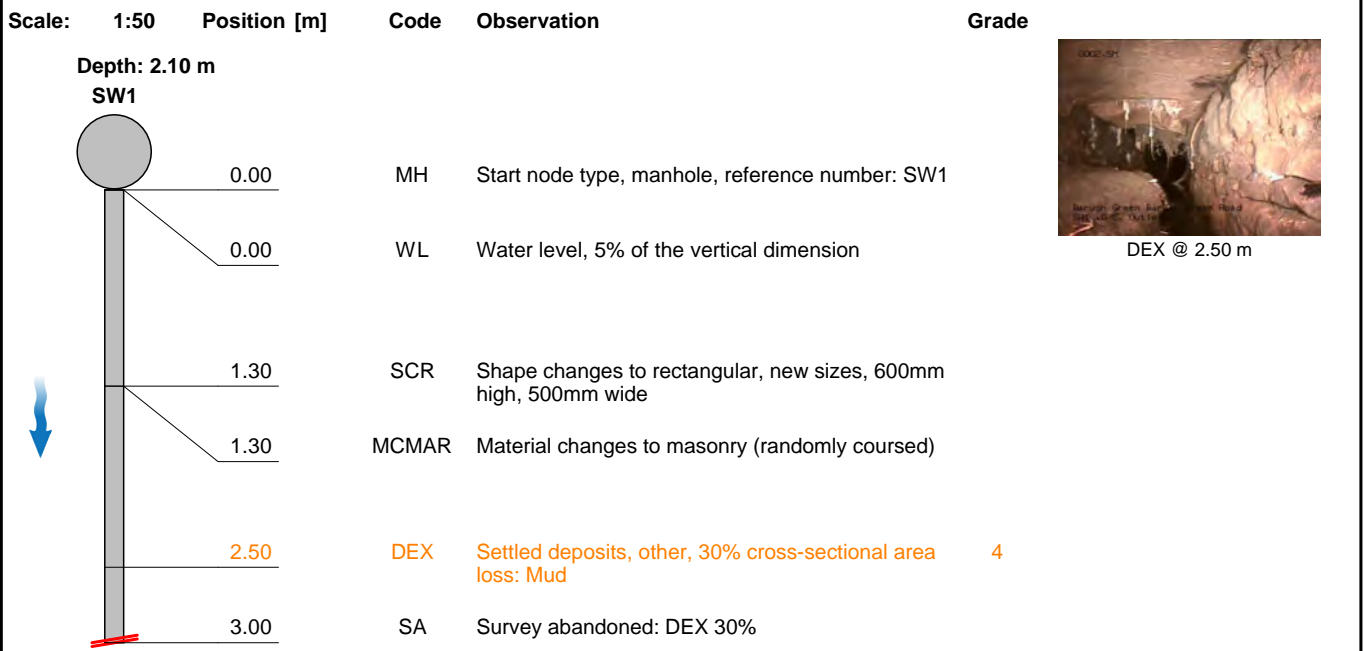 Scale: 1:50 Position [m] Code Observation Grade
Depth: 2.10 m
SW1
0.00 MH Start node type, manhole, reference number: SW1
0.00 WL Water level, 5% of the vertical dimension
DEX @ 2.50 m
1.30 SCR Shape changes to rectangular, new sizes, 600mm
high, 500mm wide
1.30 MCMAR Material changes to masonry (randomly coursed)
2.50 DEX Settled deposits, other, 30% cross-sectional area 4
loss: Mud
3.00 SA Survey abandoned: DEX 30%